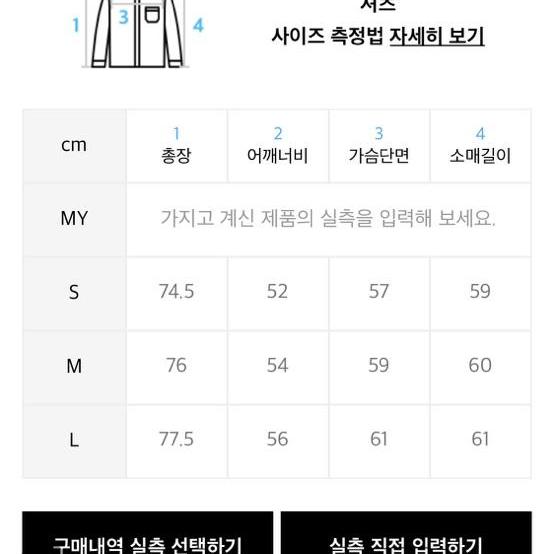 셔츠
1 3 4
사이즈 측정법 자세히 보기
cm 1 총장 2 어깨너비 3 가슴단면 4 소매길이
MY 가지고 계신 제품의 실측을 입력해 보세요.
S 74.5 52 57 59
M 76 54 59 60
L 77.5 56 61 61
구매내역 실측 선택하기 실측 직접 입력하기